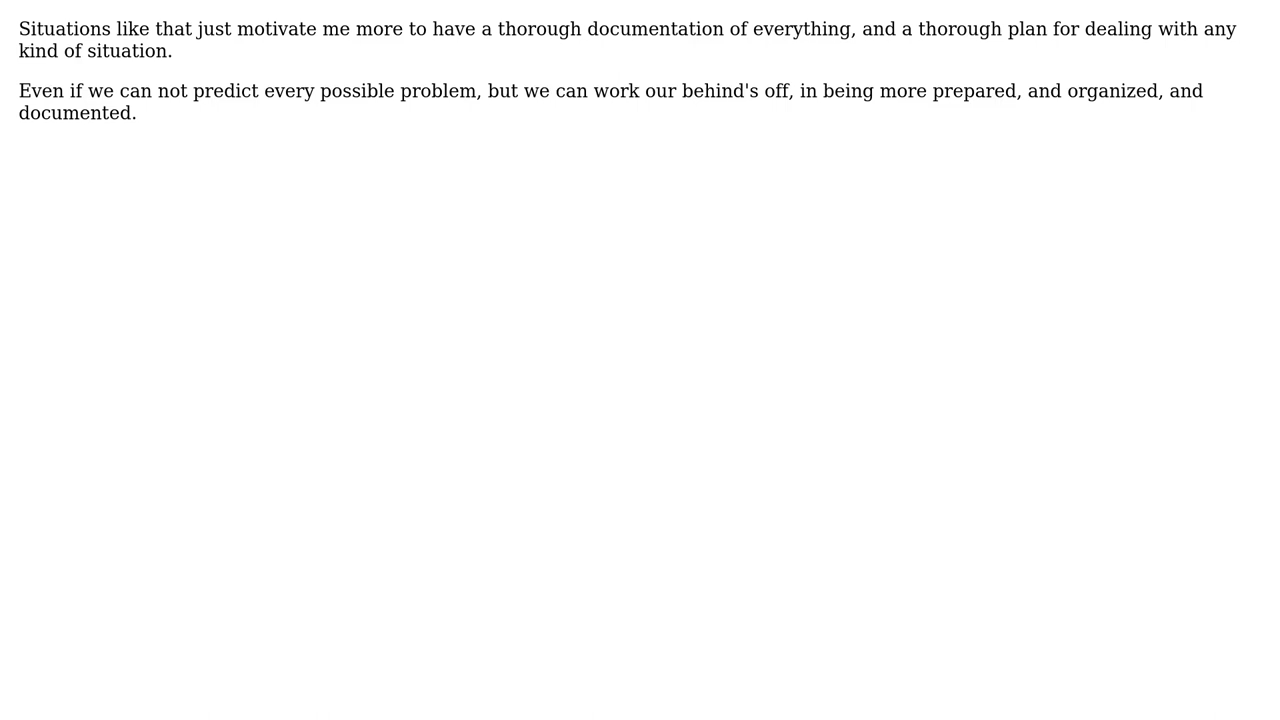 Situations like that just motivate me more to have a thorough documentation of everything, and a thorough plan for dealing with any
kind of situation.
Even if we can not predict every possible problem, but we can work our behind's off, in being more prepared, and organized, and
documented.